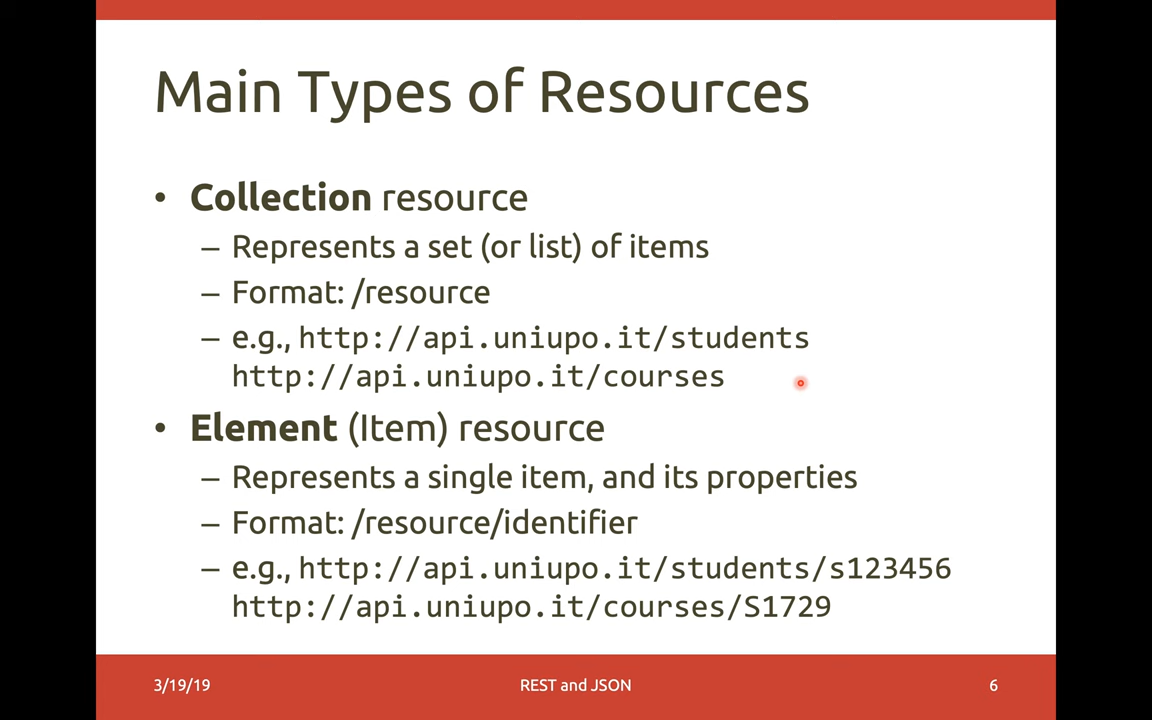 Main Types of Resources
• Collection resource
– Represents a set (or list) of items
– Format: /resource
– e.g., http://api.uniupo.it/students
http://api.uniupo.it/courses
• Element (Item) resource
– Represents a single item, and its properties
– Format: /resource/identifier
– e.g., http://api.uniupo.it/students/s123456
http://api.uniupo.it/courses/S1729
3/19/19 REST and JSON 6